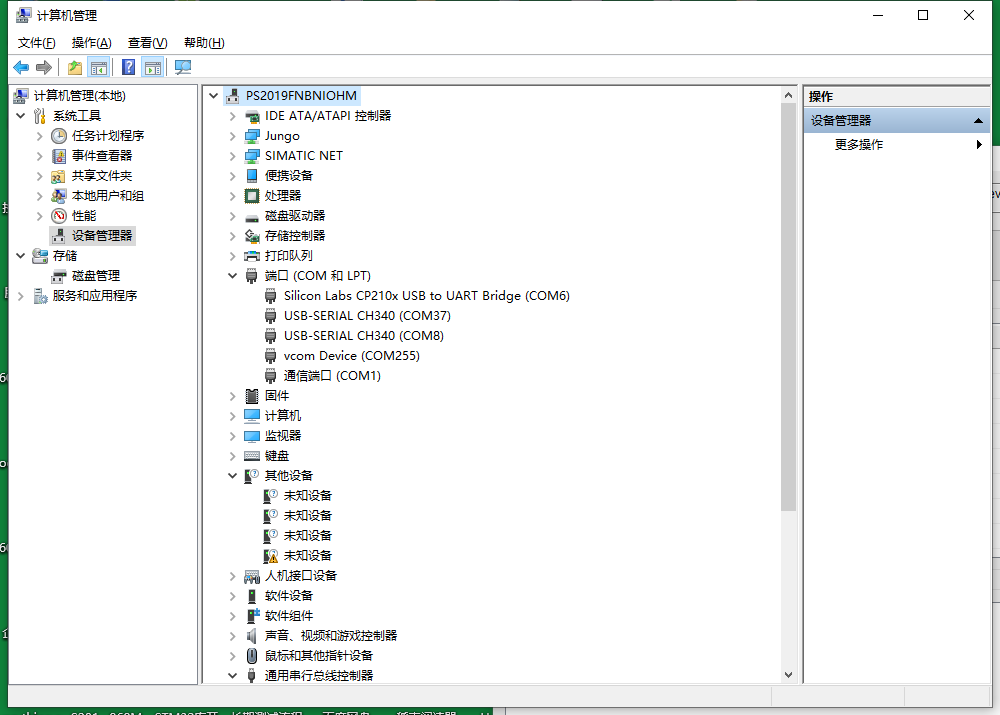 计算机管理
文件(F) 操作(A) 查看(V) 帮助(H)
计算机管理(本地)
系统工具
任务计划程序
事件查看器
共享文件夹
本地用户和组
性能
设备管理器
存储
磁盘管理
服务和应用程序
PS2019FNBNIOHM
IDE ATA/ATAPI 控制器
Jungo
SIMATIC NET
便携设备
处理器
磁盘驱动器
存储控制器
打印队列
端口 (COM 和 LPT)
Silicon Labs CP210x USB to UART Bridge (COM6)
USB-SERIAL CH340 (COM37)
USB-SERIAL CH340 (COM8)
vcom Device (COM255)
通信端口 (COM1)
固件
计算机
监视器
键盘
其他设备
未知设备
未知设备
未知设备
未知设备
人机接口设备
软件设备
软件组件
声音、视频和游戏控制器
鼠标和其他指针设备
通用串行总线控制器
操作
设备管理器
更多操作